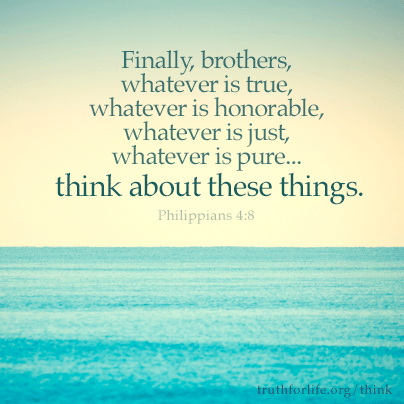 Finally, brothers,
whatever is true,
whatever is honorable,
whatever is just,
whatever is pure...
think about these things.
Philippians 4:8
truthforlife.org/think